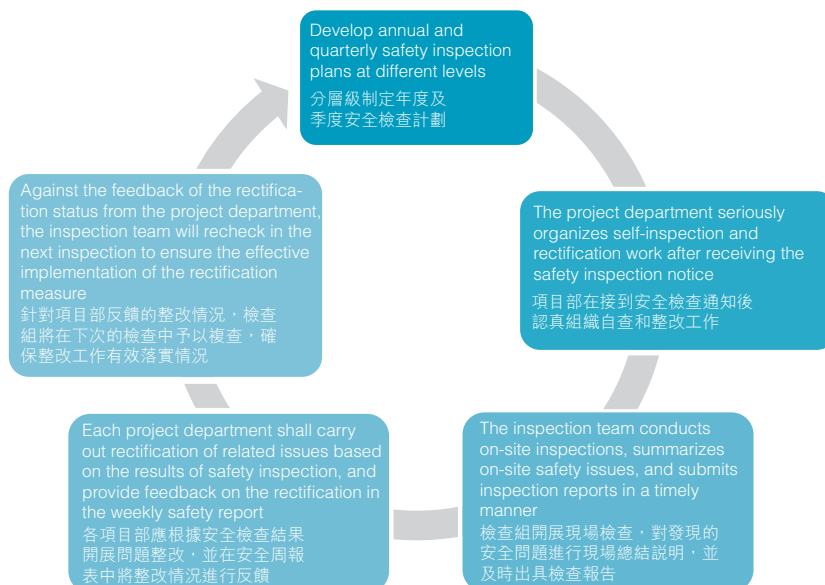 Develop annual and
quarterly safety inspection
plans at different levels
分層級制定年度及
季度安全檢查計劃
The project department seriously
organizes self-inspection and
rectification work after receiving the
safety inspection notice
項目部在接到安全檢查通知後
認真組織自查和整改工作
The inspection team conducts
on-site inspections, summarizes
on-site safety issues, and submits
inspection reports in a timely
manner
檢查組開展現場檢查，對發現的
安全問題進行現場總結説明，並
及時出具檢查報告
Each project department shall carry
out rectification of related issues based
on the results of safety inspection, and
provide feedback on the rectification in
the weekly safety report
各項目部應根據安全檢查結果
開展問題整改，並在安全周報
表中將整改情況進行反饋
Against the feedback of the rectifica-
tion status from the project department,
the inspection team will recheck in the
next inspection to ensure the effective
implementation of the rectification
measure
針對項目部反饋的整改情況，檢查
組將在下次的檢查中予以複查，確
保整改工作有效落實情況